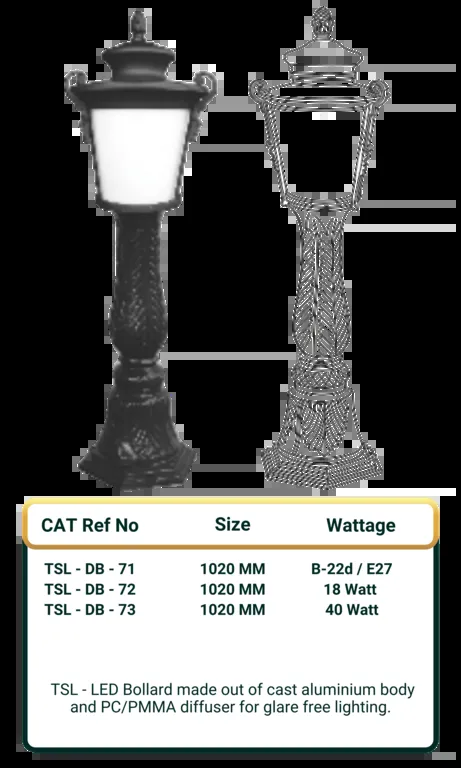 CAT Ref No Size Wattage
TSL - DB - 71 1020 MM B-22d / E27
TSL - DB - 72 1020 MM 18 Watt
TSL - DB - 73 1020 MM 40 Watt
TSL - LED Bollard made out of cast aluminium body
and PC/PMMA diffuser for glare free lighting.